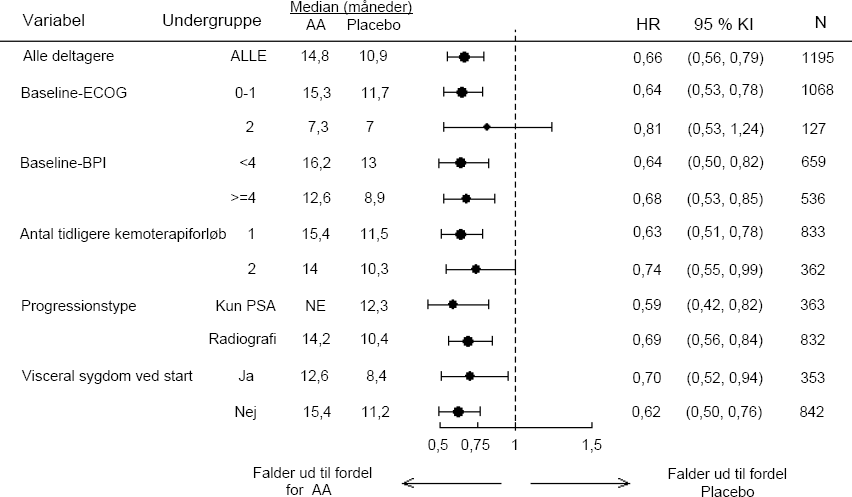 Median (måneder)
Variabel Undergruppe AA Placebo HR 95 % KI N
Alle deltagere ALLE 14,8 10,9 0,66 (0,56, 0,79) 1195
Baseline-ECOG 0-1 15,3 11,7 0,64 (0,53, 0,78) 1068
2 7,3 7 0,81 (0,53, 1,24) 127
Baseline-BPI <4 16,2 13 0,64 (0,50, 0,82) 659
>=4 12,6 8,9 0,68 (0,53, 0,85) 536
Antal tidligere kemoterapiforløb 1 15,4 11,5 0,63 (0,51, 0,78) 833
2 14 10,3 0,74 (0,55, 0,99) 362
Progressionstype Kun PSA NE 12,3 0,59 (0,42, 0,82) 363
Radiografi 14,2 10,4 0,69 (0,56, 0,84) 832
Visceral sygdom ved start Ja 12,6 8,4 0,70 (0,52, 0,94) 353
Nej 15,4 11,2 0,62 (0,50, 0,76) 842
0,5 0,75 1 1,5
Falder ud til fordel
for AA
Falder ud til fordel
Placebo